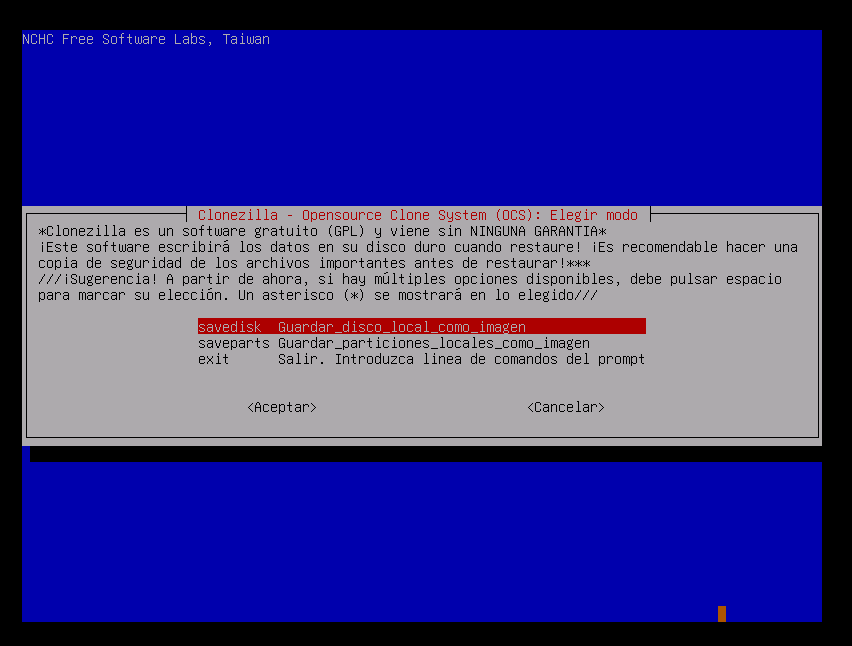 NCHC Free Software Labs, Taiwan
Clonezilla - Opensource Clone System (OCS): Elegir modo
*Clonezilla es un software gratuito (GPL) y viene sin NINGUNA GARANTIA*
¡Este software escribirá los datos en su disco duro cuando restaure! ¡Es recomendable hacer una
copia de seguridad de los archivos importantes antes de restaurar!***
///¡Sugerencia! A partir de ahora, si hay múltiples opciones disponibles, debe pulsar espacio
para marcar su elección. Un asterisco (*) se mostrará en lo elegido///
savedisk Guardar_disco_local_como_imagen
saveparts Guardar_particiones_locales_como_imagen
exit Salir. Introduzca linea de comandos del prompt
<Aceptar> <Cancelar>